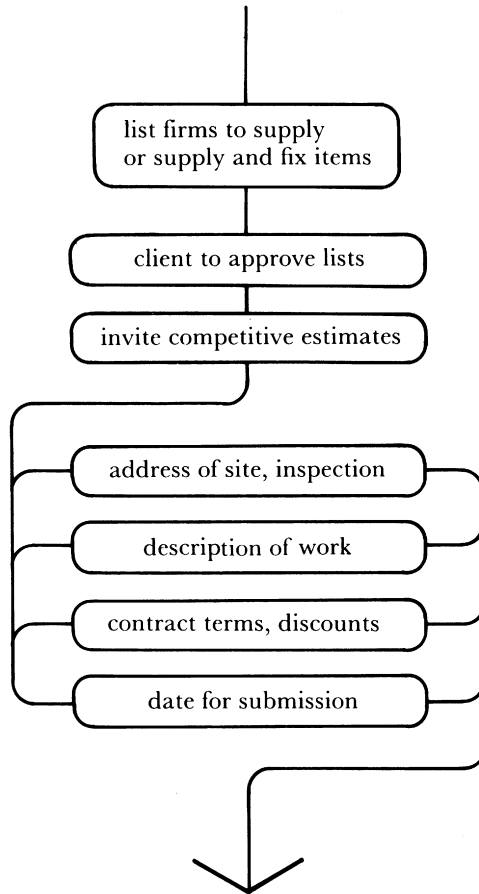 list firms to supply
or supply and fix items
client to approve lists
invite competitive estimates
address of site, inspection
description of work
contract terms, discounts
date for submission